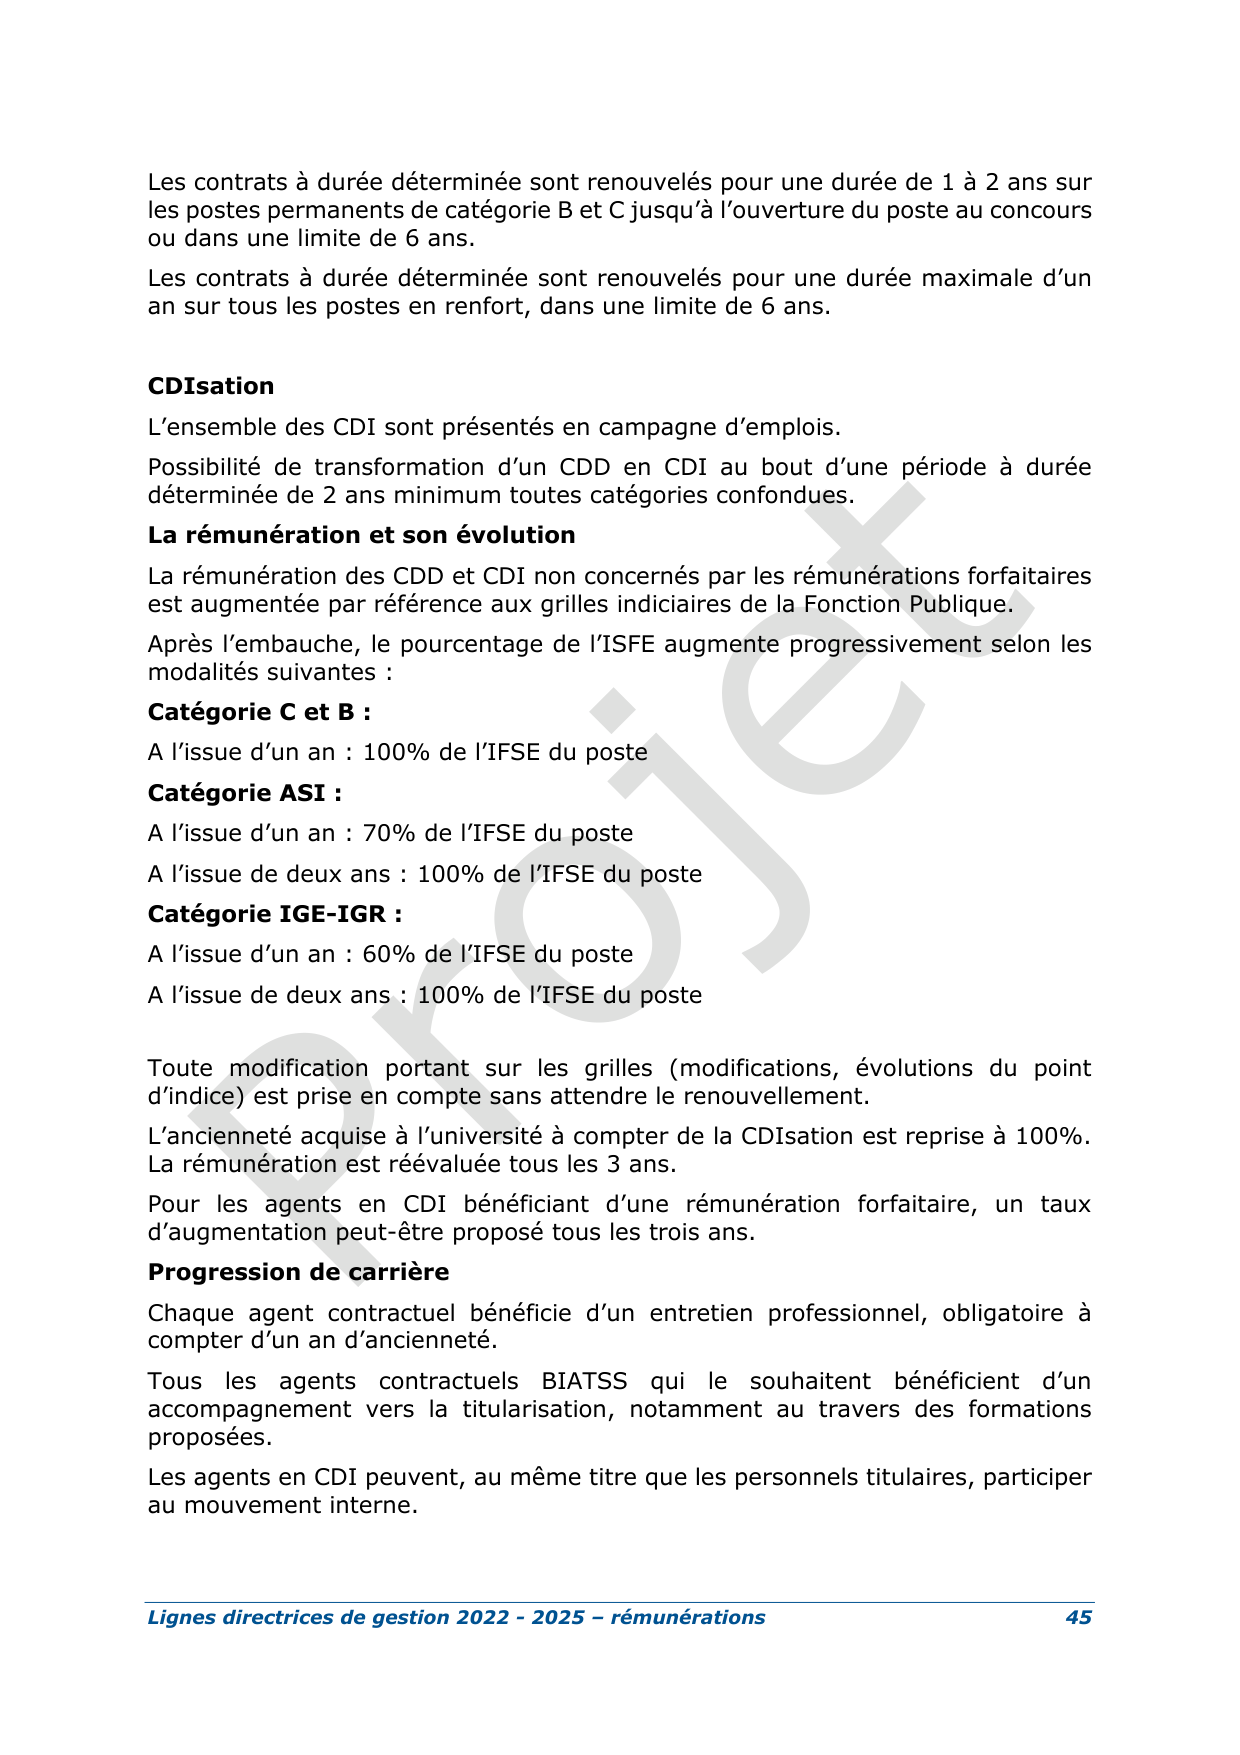 Les contrats à durée déterminée sont renouvelés pour une durée de 1 à 2 ans sur
les postes permanents de catégorie B et C jusqu’à l’ouverture du poste au concours
ou dans une limite de 6 ans.
Les contrats à durée déterminée sont renouvelés pour une durée maximale d’un
an sur tous les postes en renfort, dans une limite de 6 ans.
CDIsation
L’ensemble des CDI sont présentés en campagne d’emplois.
Possibilité de transformation d’un CDD en CDI au bout d’une période à durée
déterminée de 2 ans minimum toutes catégories confondues.
La rémunération et son évolution
La rémunération des CDD et CDI non concernés par les rémunérations forfaitaires
est augmentée par référence aux grilles indiciaires de la Fonction Publique.
Après l’embauche, le pourcentage de l’ISFE augmente progressivement selon les
modalités suivantes :
Catégorie C et B :
A l’issue d’un an : 100% de l’IFSE du poste
Catégorie ASI :
A l’issue d’un an : 70% de l’IFSE du poste
A l’issue de deux ans : 100% de l’IFSE du poste
Catégorie IGE-IGR :
A l’issue d’un an : 60% de l’IFSE du poste
A l’issue de deux ans : 100% de l’IFSE du poste
Toute modification portant sur les grilles (modifications, évolutions du point
d’indice) est prise en compte sans attendre le renouvellement.
L’ancienneté acquise à l’université à compter de la CDIsation est reprise à 100%.
La rémunération est réévaluée tous les 3 ans.
Pour les agents en CDI bénéficiant d’une rémunération forfaitaire, un taux
d’augmentation peut-être proposé tous les trois ans.
Progression de carrière
Chaque agent contractuel bénéficie d’un entretien professionnel, obligatoire à
compter d’un an d’ancienneté.
Tous les agents contractuels BIATSS qui le souhaitent bénéficient d’un
accompagnement vers la titularisation, notamment au travers des formations
proposées.
Les agents en CDI peuvent, au même titre que les personnels titulaires, participer
au mouvement interne.
Lignes directrices de gestion 2022 - 2025 – rémunérations 45
Projet